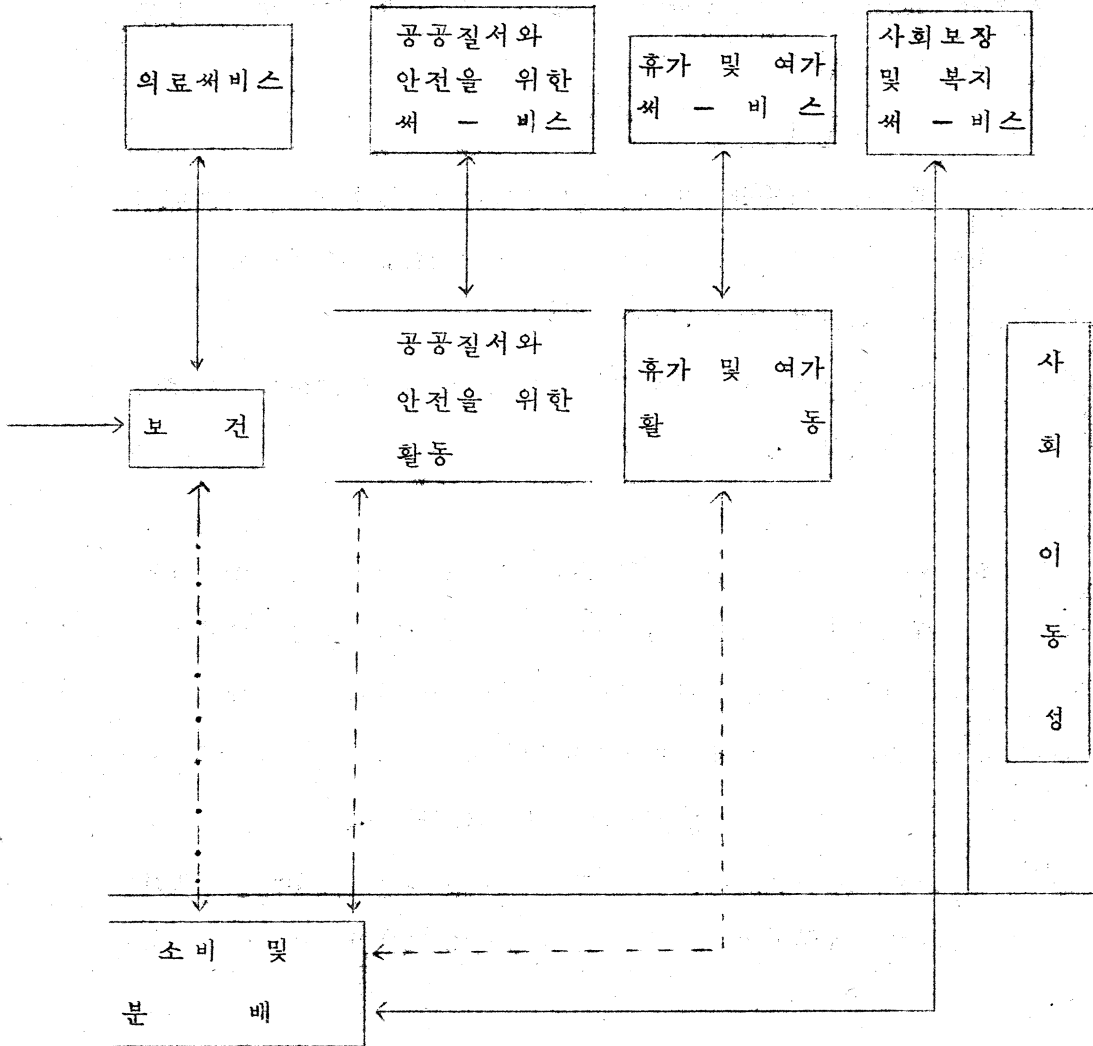 의료써비스
공공질서와
안전을 위한
써 - 비스
휴가 및 여가
써 - 비 스
사회보장
및 복지
써 - 비스
보 건
공공질서와
안전을 위한
활동
휴가 및 여가
활 동
사
회
이
동
성
소비 및
분 배